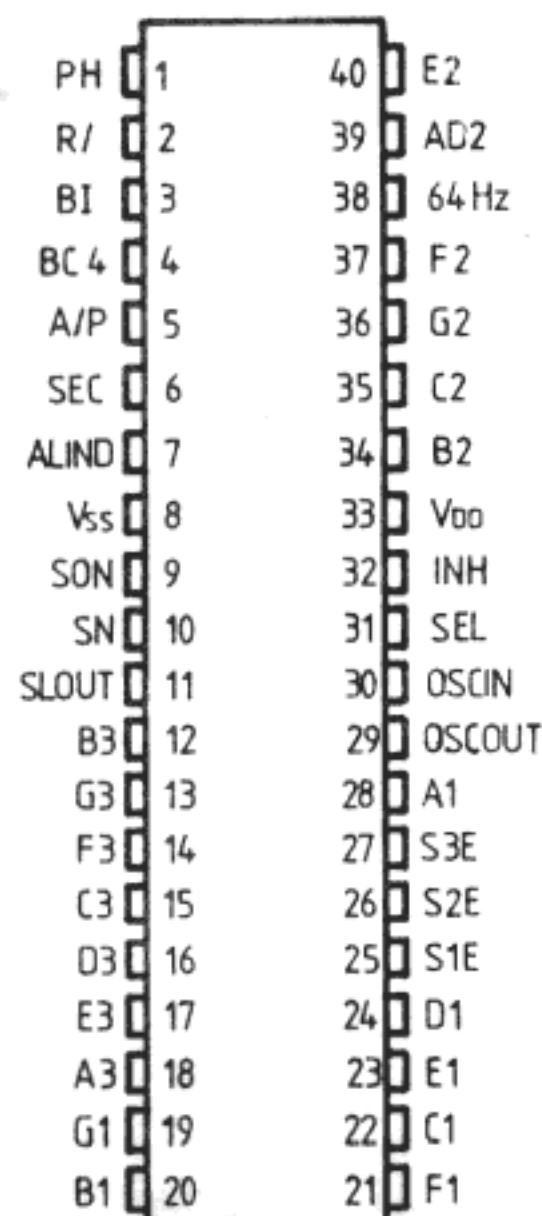 PH 1 40 E2
R/ 2 39 AD2
BI 3 38 64Hz
BC4 4 37 F2
A/P 5 36 G2
SEC 6 35 C2
ALIND 7 34 B2
Vss 8 33 VDD
SON 9 32 INH
SN 10 31 SEL
SLOUT 11 30 OSCIN
B3 12 29 OSCOUT
G3 13 28 A1
F3 14 27 S3E
C3 15 26 S2E
D3 16 25 S1E
E3 17 24 D1
A3 18 23 E1
G1 19 22 C1
B1 20 21 F1